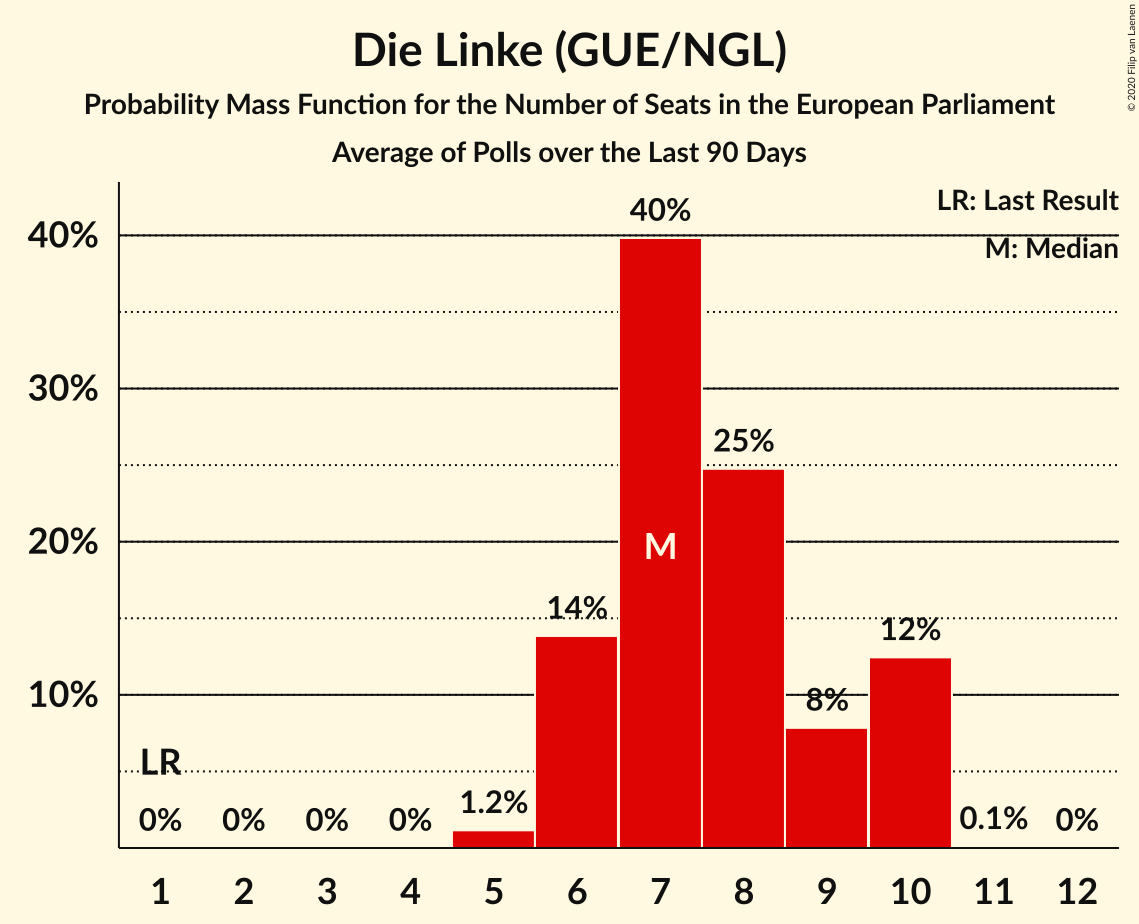 Die Linke (GUE/NGL)
Probability Mass Function for the Number of Seats in the European Parliament
Average of Polls over the Last 90 Days
© 2020 Filip van Laenen
LR: Last Result
M: Median
40%
30%
20%
10%
LR
0%
0%
0%
0%
1.2%
14%
40%
M
25%
8%
12%
0.1%
0%
1 2 3 4 5 6 7 8 9 10 11 12